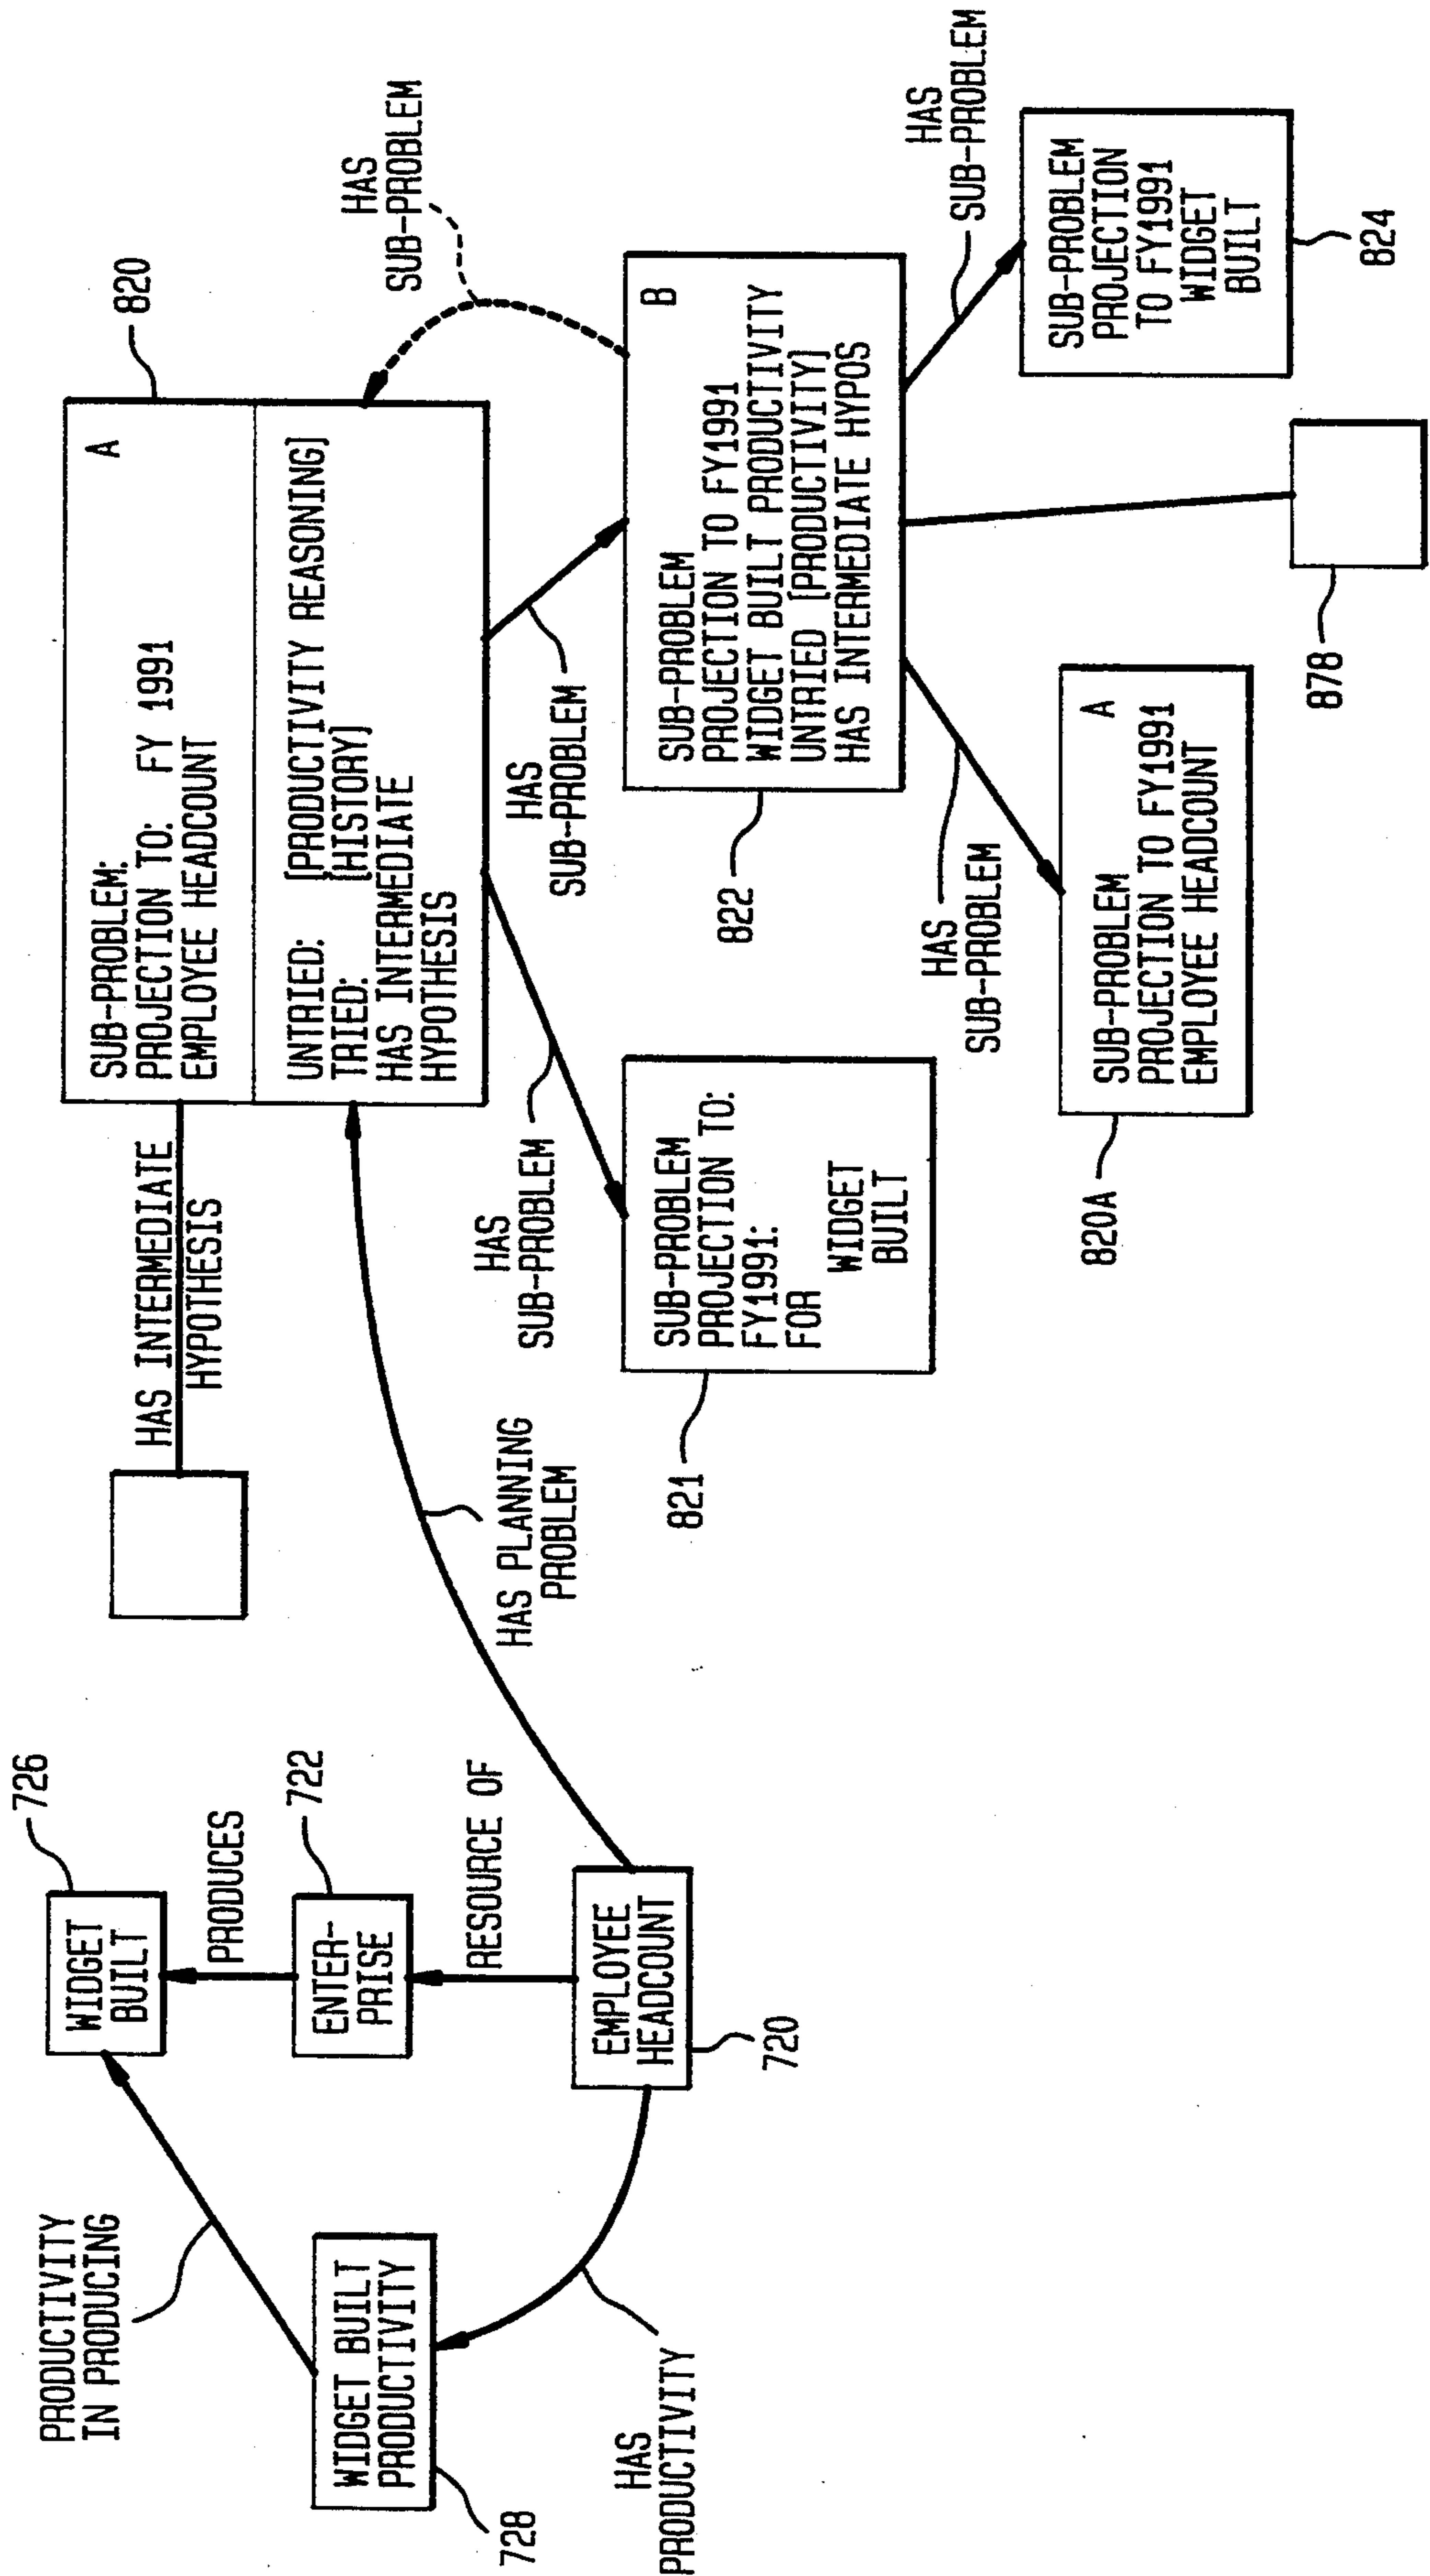 PRODUCTIVITY
IN PRODUCING
726
WIDGET
BUILT
PRODUCES
722
ENTER-
PRISE
RESOURCE OF
EMPLOYEE
HEADCOUNT
720
WIDGET BUILT
PRODUCTIVITY
728
HAS
PRODUCTIVITY
HAS PLANNING
PROBLEM
HAS INTERMEDIATE
HYPOTHESIS
820
A
SUB-PROBLEM:
PROJECTION TO: FY 1991
EMPLOYEE HEADCOUNT
UNTRIED: [PRODUCTIVITY REASONING]
TRIED: [HISTORY]
HAS INTERMEDIATE
HYPOTHESIS
HAS
SUB-PROBLEM
HAS
SUB-PROBLEM
HAS
SUB-PROBLEM
SUB-PROBLEM
PROJECTION TO:
FY1991:
FOR
WIDGET
BUILT
821
B
SUB-PROBLEM
PROJECTION TO FY1991
WIDGET BUILT PRODUCTIVITY
UNTRIED [PRODUCTIVITY]
HAS INTERMEDIATE HYPOS
822
HAS
SUB-PROBLEM
HAS
SUB-PROBLEM
A
SUB-PROBLEM
PROJECTION TO FY1991
EMPLOYEE HEADCOUNT
820A
878
SUB-PROBLEM
PROJECTION
TO FY1991
WIDGET
BUILT
824